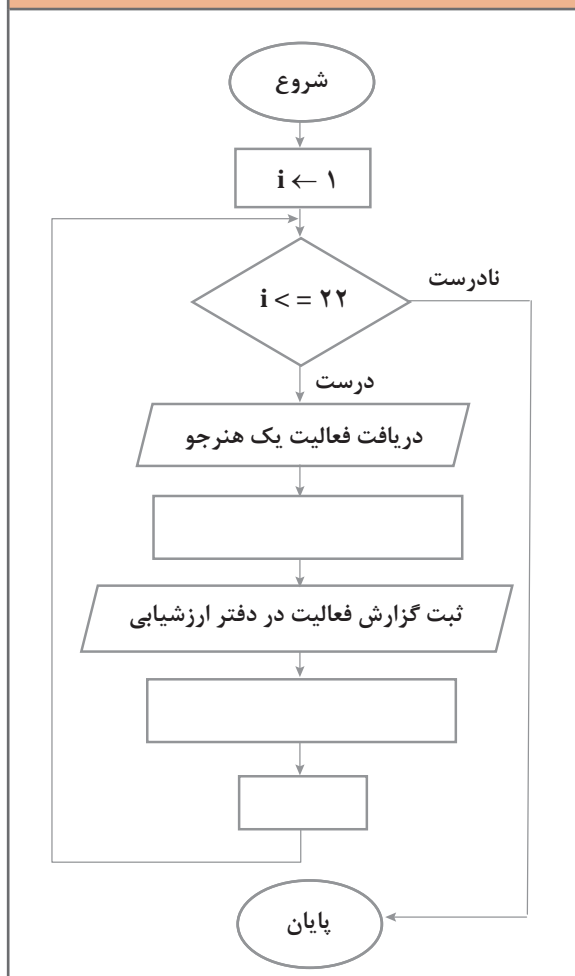 شروع
i ← ۱
i < = ۲۲
نادرست
درست
دریافت فعالیت یک هنرجو
ثبت گزارش فعالیت در دفتر ارزشیابی
پایان